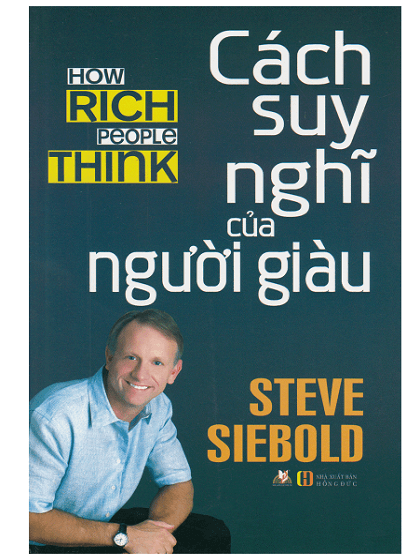 HOW
RICH
PEOPLE
THINK
Cách
suy
nghĩ
của
người giàu
STEVE
SIEBOLD
NHÀ XUẤT BẢN
HỒNG ĐỨC